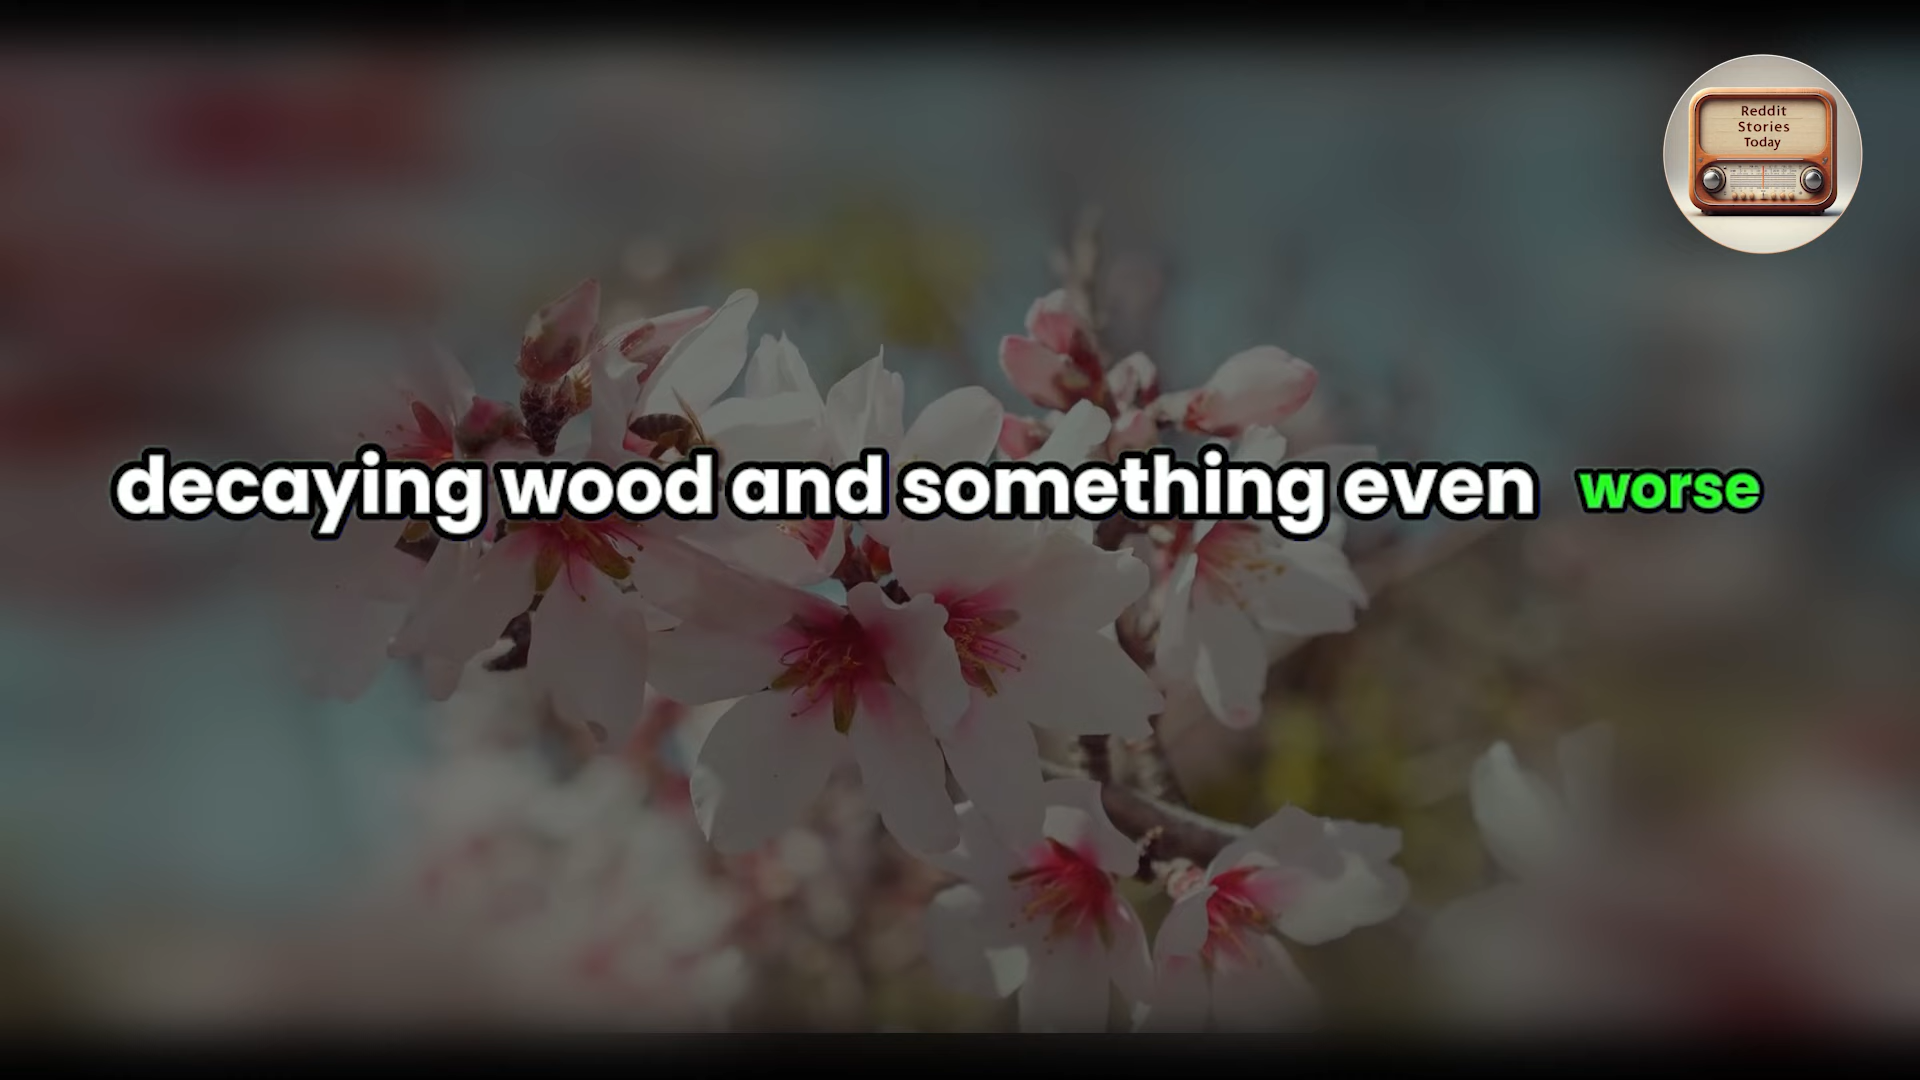 Reddit
Stories
Today
decaying wood and something even worse